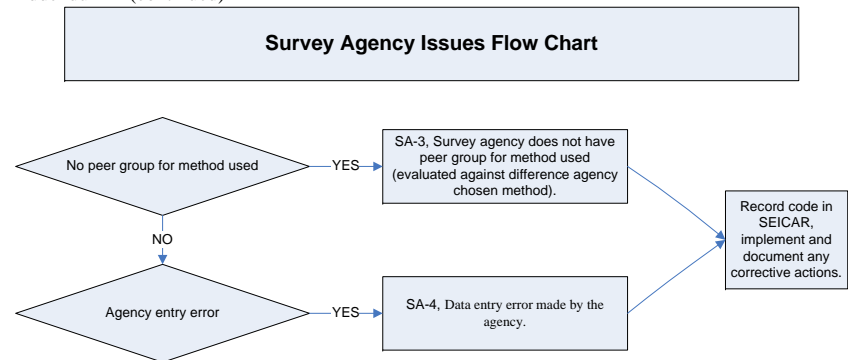 Survey Agency Issues Flow Chart
No peer group for method used
YES
SA-3, Survey agency does not have
peer group for method used
(evaluated against difference agency
chosen method).
Record code in
SEICAR,
implement and
document any
corrective actions.
NO
Agency entry error
YES
SA-4, Data entry error made by the
agency.